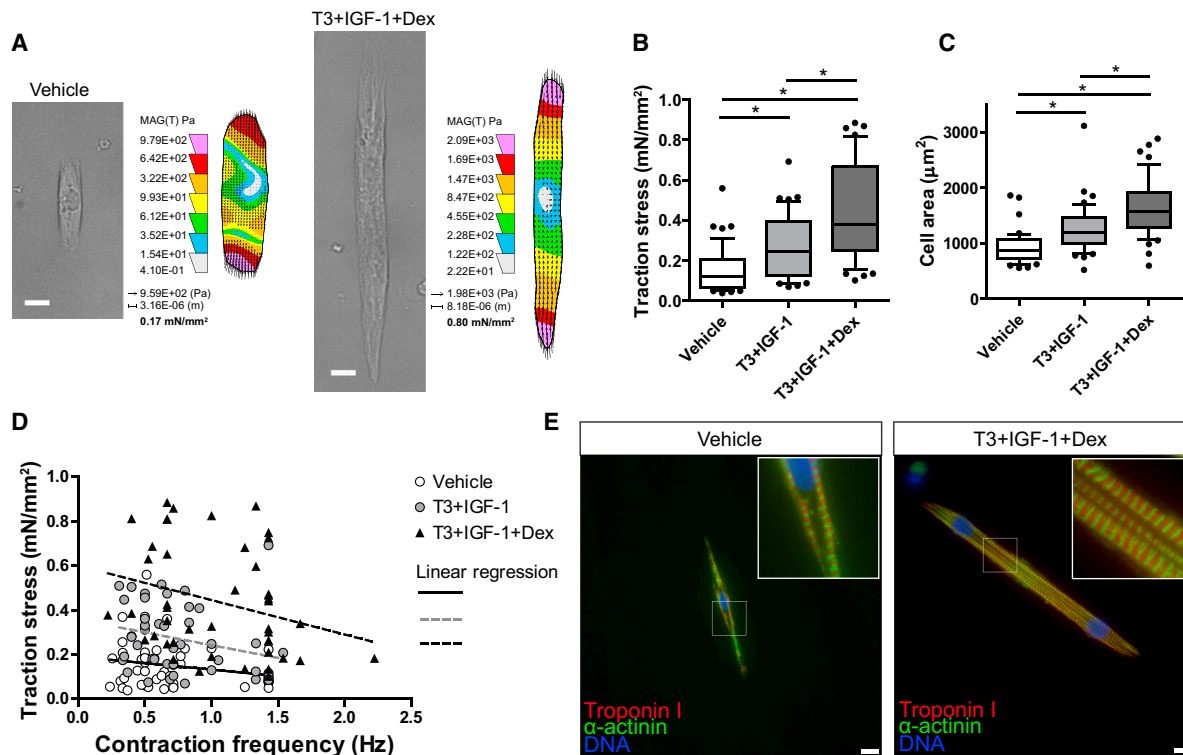 A
Vehicle
MAG(T) Pa
9.79E+02
6.42E+02
3.22E+02
9.93E+01
6.12E+01
3.52E+01
1.54E+01
4.10E-01
9.59E+02 (Pa)
3.16E-06 (m)
0.17 mN/mm²
T3+IGF-1+Dex
MAG(T) Pa
2.09E+03
1.69E+03
1.47E+03
8.47E+02
4.55E+02
2.28E+02
1.22E+02
2.22E+01
1.98E+03 (Pa)
8.18E-06 (m)
0.80 mN/mm²
B
Traction stress (mN/mm²)
1.0
0.8
0.6
0.4
0.2
0.0
*
*
*
Vehicle
T3+IGF-1
T3+IGF-1+Dex
C
Cell area (μm²)
3000
2000
1000
0
*
*
*
Vehicle
T3+IGF-1
T3+IGF-1+Dex
D
Traction stress (mN/mm²)
1.0
0.8
0.6
0.4
0.2
0.0
0.0
0.5
1.0
1.5
2.0
2.5
Contraction frequency (Hz)
Vehicle
T3+IGF-1
T3+IGF-1+Dex
Linear regression
E
Vehicle
Troponin I
α-actinin
DNA
T3+IGF-1+Dex
Troponin I
α-actinin
DNA